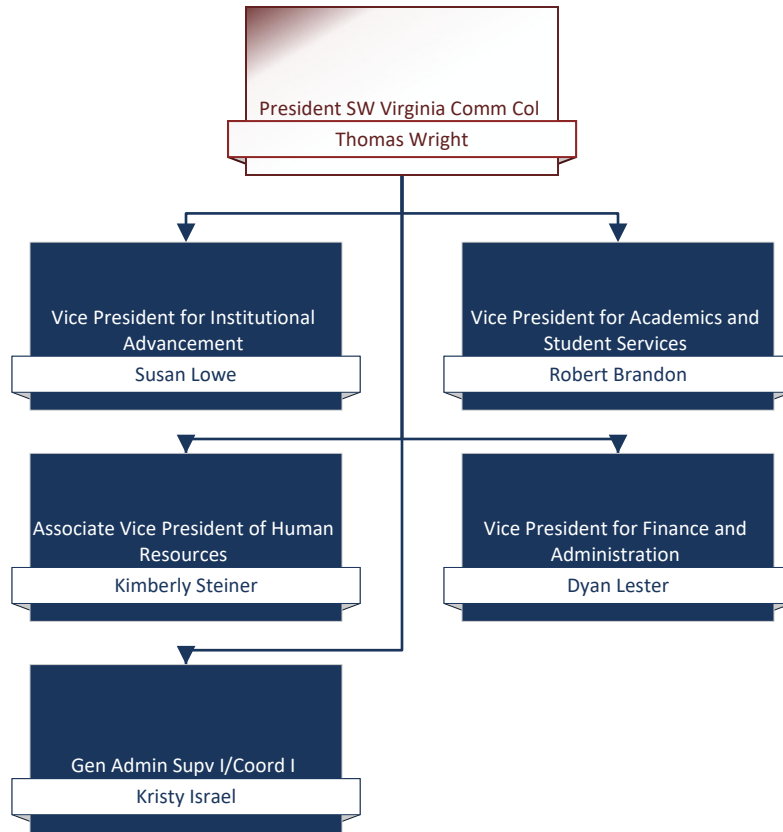 President SW Virginia Comm Col
Thomas Wright
Vice President for Institutional
Advancement
Susan Lowe
Vice President for Academics and
Student Services
Robert Brandon
Associate Vice President of Human
Resources
Kimberly Steiner
Vice President for Finance and
Administration
Dyan Lester
Gen Admin Supv I/Coord I
Kristy Israel